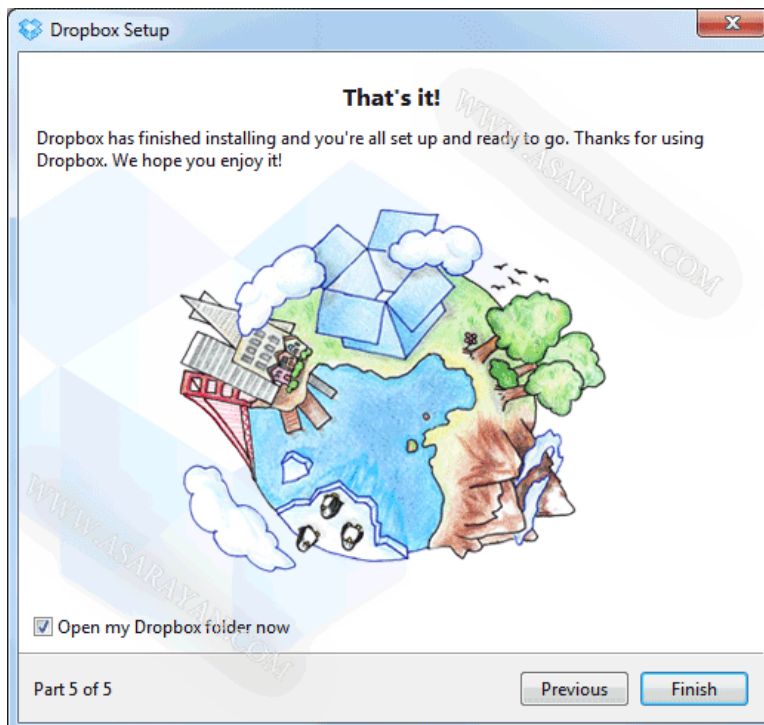 Dropbox Setup
That's it!
Dropbox has finished installing and you're all set up and ready to go. Thanks for using
Dropbox. We hope you enjoy it!
WWW.ASARAYAN.COM
WWW.ASARAYAN.COM
Open my Dropbox folder now
Part 5 of 5
Previous
Finish